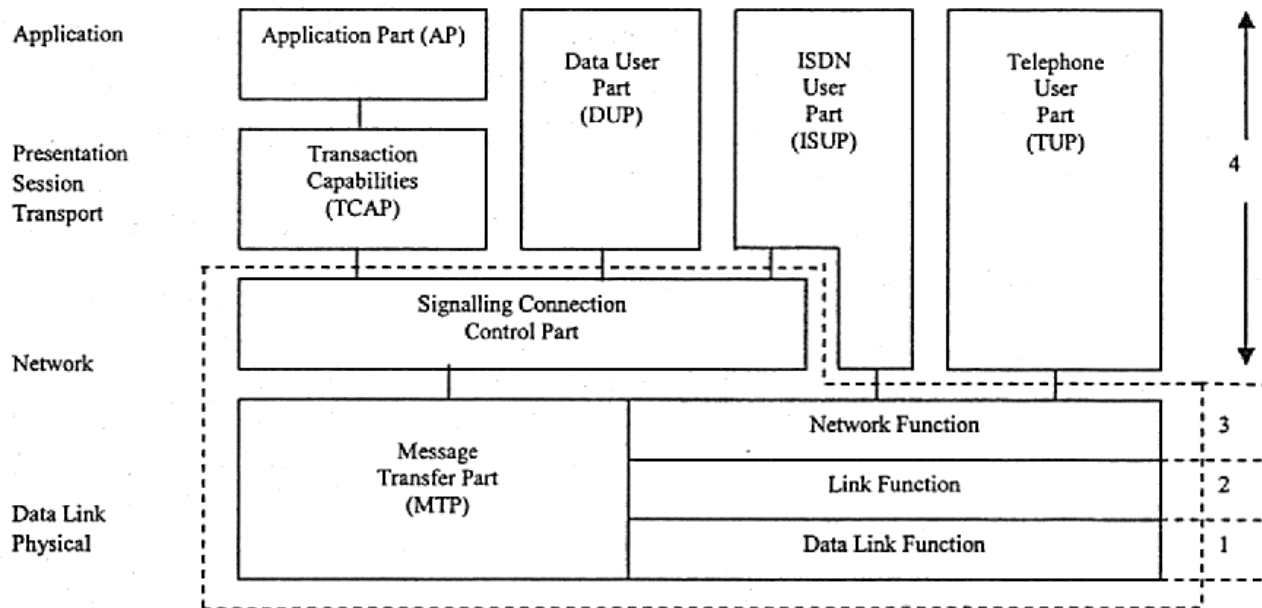 Application
Application Part (AP)
Data User
Part
(DUP)
ISDN
User
Part
(ISUP)
Telephone
User
Part
(TUP)
4
Presentation
Session
Transport
Transaction
Capabilities
(TCAP)
Signalling Connection
Control Part
Network
Message
Transfer Part
(MTP)
Network Function
3
Link Function
2
Data Link
Physical
Data Link Function
1